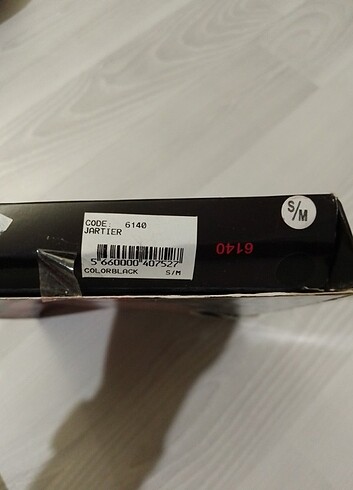 CODE: 6140
JARTIER
5 660000 407527
COLORBLACK S/M
6140
S/M